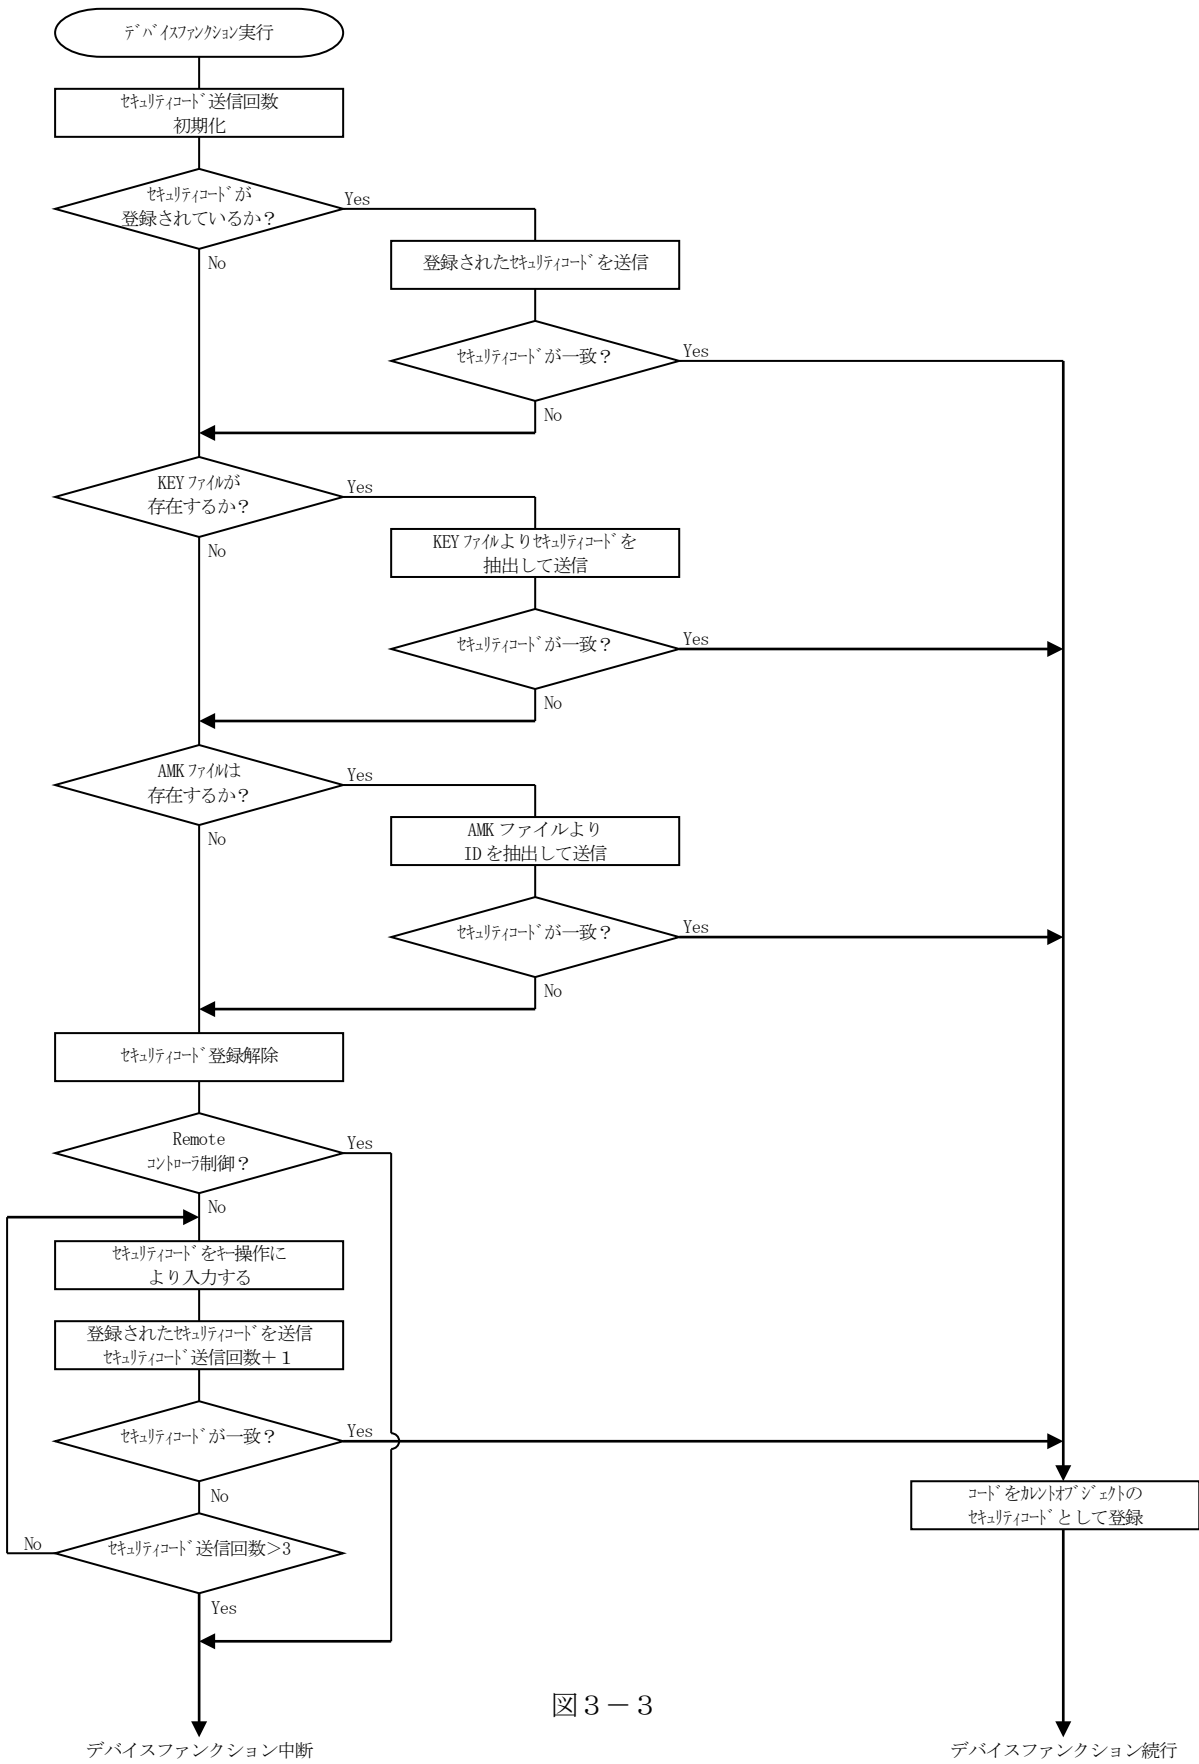 ﾃﾞﾊﾞｲｽﾌｧﾝｸｼｮﾝ実行
ｾｷｭﾘﾃｨｺｰﾄﾞ送信回数
初期化
ｾｷｭﾘﾃｨｺｰﾄﾞが
登録されているか？
Yes
No
登録されたｾｷｭﾘﾃｨｺｰﾄﾞを送信
ｾｷｭﾘﾃｨｺｰﾄﾞが一致？
Yes
No
KEYﾌｧｲﾙが
存在するか？
Yes
No
KEYﾌｧｲﾙよりｾｷｭﾘﾃｨｺｰﾄﾞを
抽出して送信
ｾｷｭﾘﾃｨｺｰﾄﾞが一致？
Yes
No
AMKﾌｧｲﾙは
存在するか？
Yes
No
AMKファイルより
IDを抽出して送信
ｾｷｭﾘﾃｨｺｰﾄﾞが一致？
Yes
No
ｾｷｭﾘﾃｨｺｰﾄﾞ登録解除
Remote
ｺﾝﾄﾛｰﾗ制御？
Yes
No
ｾｷｭﾘﾃｨｺｰﾄﾞをｷｰ操作に
より入力する
登録されたｾｷｭﾘﾃｨｺｰﾄﾞを送信
ｾｷｭﾘﾃｨｺｰﾄﾞ送信回数＋１
ｾｷｭﾘﾃｨｺｰﾄﾞが一致？
Yes
No
ｺｰﾄﾞをｶﾚﾝﾄｵﾌﾞｼﾞｪｸﾄの
ｾｷｭﾘﾃｨｺｰﾄﾞとして登録
ｾｷｭﾘﾃｨｺｰﾄﾞ送信回数＞3
No
Yes
図３－３
デバイスファンクション中断
デバイスファンクション続行